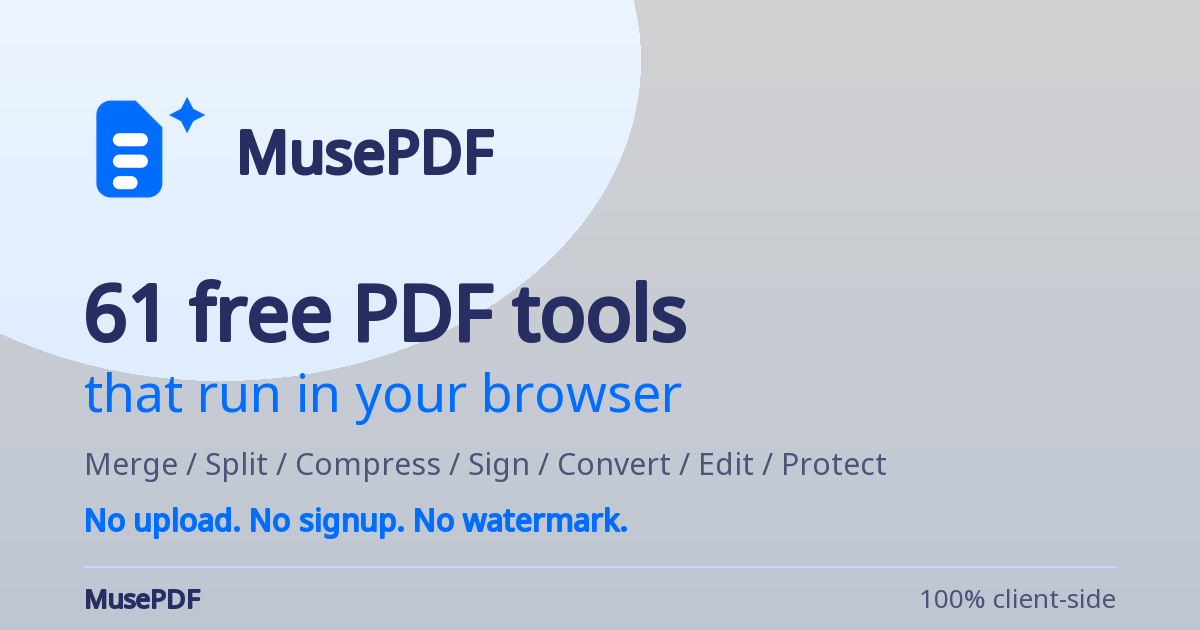 MusePDF
61 free PDF tools
that run in your browser
Merge / Split / Compress / Sign / Convert / Edit / Protect
No upload. No signup. No watermark.
MusePDF
100% client-side